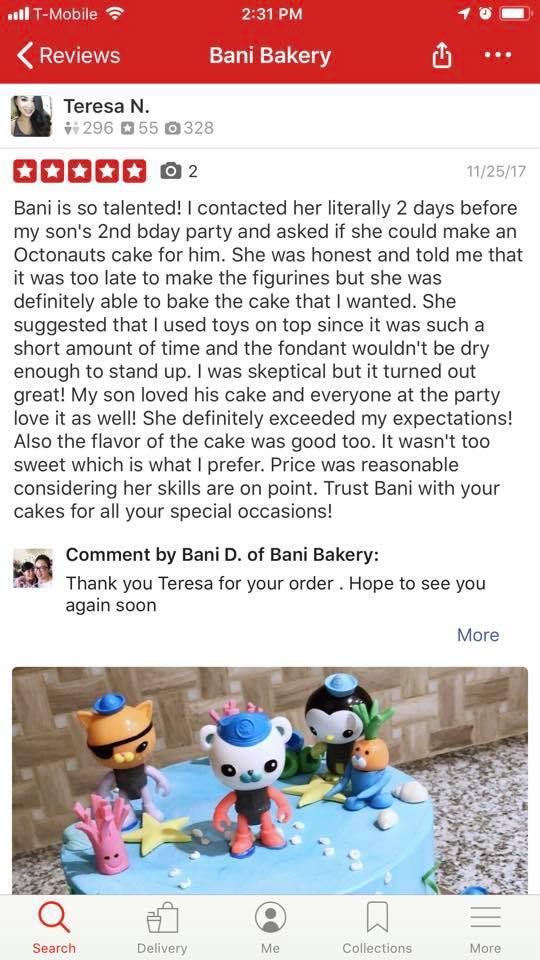 T-Mobile 2:31 PM
Reviews Bani Bakery
Teresa N.
296 55 328
2 11/25/17
Bani is so talented! I contacted her literally 2 days before
my son's 2nd bday party and asked if she could make an
Octonauts cake for him. She was honest and told me that
it was too late to make the figurines but she was
definitely able to bake the cake that I wanted. She
suggested that I used toys on top since it was such a
short amount of time and the fondant wouldn't be dry
enough to stand up. I was skeptical but it turned out
great! My son loved his cake and everyone at the party
love it as well! She definitely exceeded my expectations!
Also the flavor of the cake was good too. It wasn't too
sweet which is what I prefer. Price was reasonable
considering her skills are on point. Trust Bani with your
cakes for all your special occasions!
Comment by Bani D. of Bani Bakery:
Thank you Teresa for your order . Hope to see you
again soon
More
Search Delivery Me Collections More